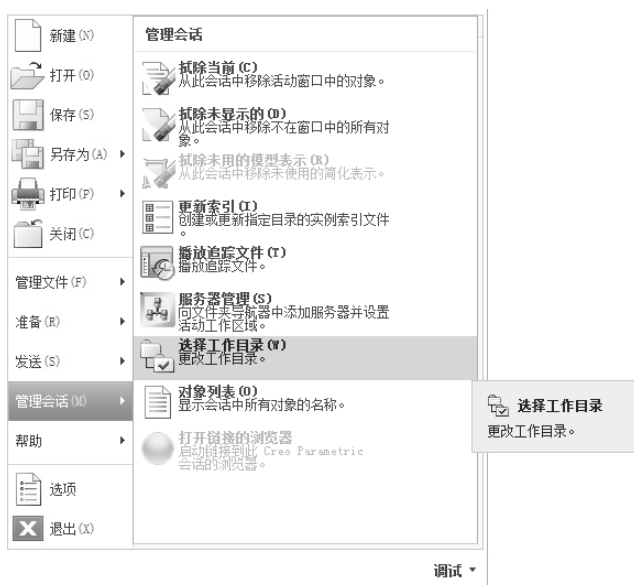 新建(N)
打开(O)
保存(S)
另存为(A)
打印(P)
关闭(C)
管理文件(F)
准备(R)
发送(S)
管理会话(M)
帮助
选项
退出(X)
管理会话
拭除当前(C)
从此会话中移除活动窗口中的对象。
拭除未显示的(D)
从此会话中移除不在窗口中的所有对
象。
拭除未用的模型表示(R)
从此会话中移除未使用的简化表示。
更新索引(I)
创建或更新指定目录的实例索引文件
。
播放追踪文件(T)
播放追踪文件。
服务器管理(S)
向文件夹导航器中添加服务器并设置
活动工作区域。
选择工作目录(W)
更改工作目录。
对象列表(O)
显示会话中所有对象的名称。
打开链接的浏览器
启动链接到此 Creo Parametric
会话的浏览器。
选择工作目录
更改工作目录。
调试